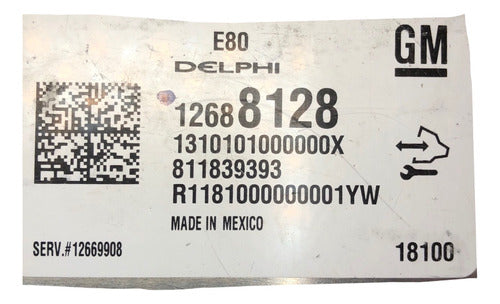 E80
GM
DELPHI
1268 8128
1310101000000X
811839393
R1181000000001YW
MADE IN MEXICO
SERV.#12669908
18100